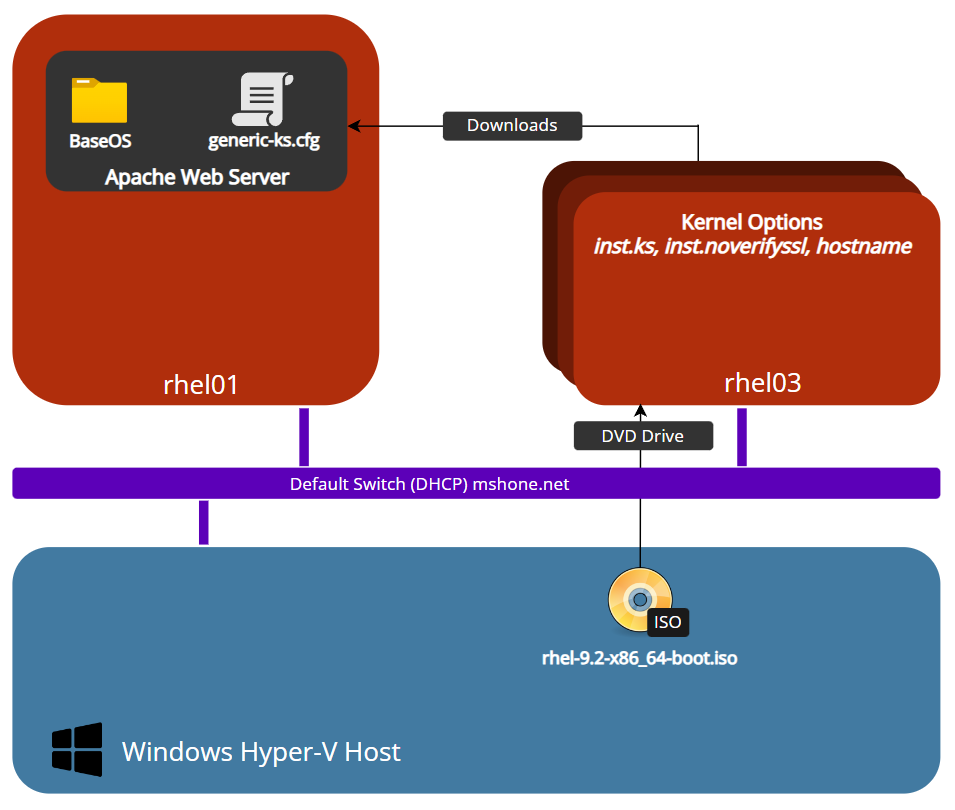 BaseOS
generic-ks.cfg
Apache Web Server
Downloads
Kernel Options
inst.ks, inst.noverifyssl, hostname
rhel01
rhel03
DVD Drive
Default Switch (DHCP) mshone.net
ISO
rhel-9.2-x86_64-boot.iso
Windows Hyper-V Host